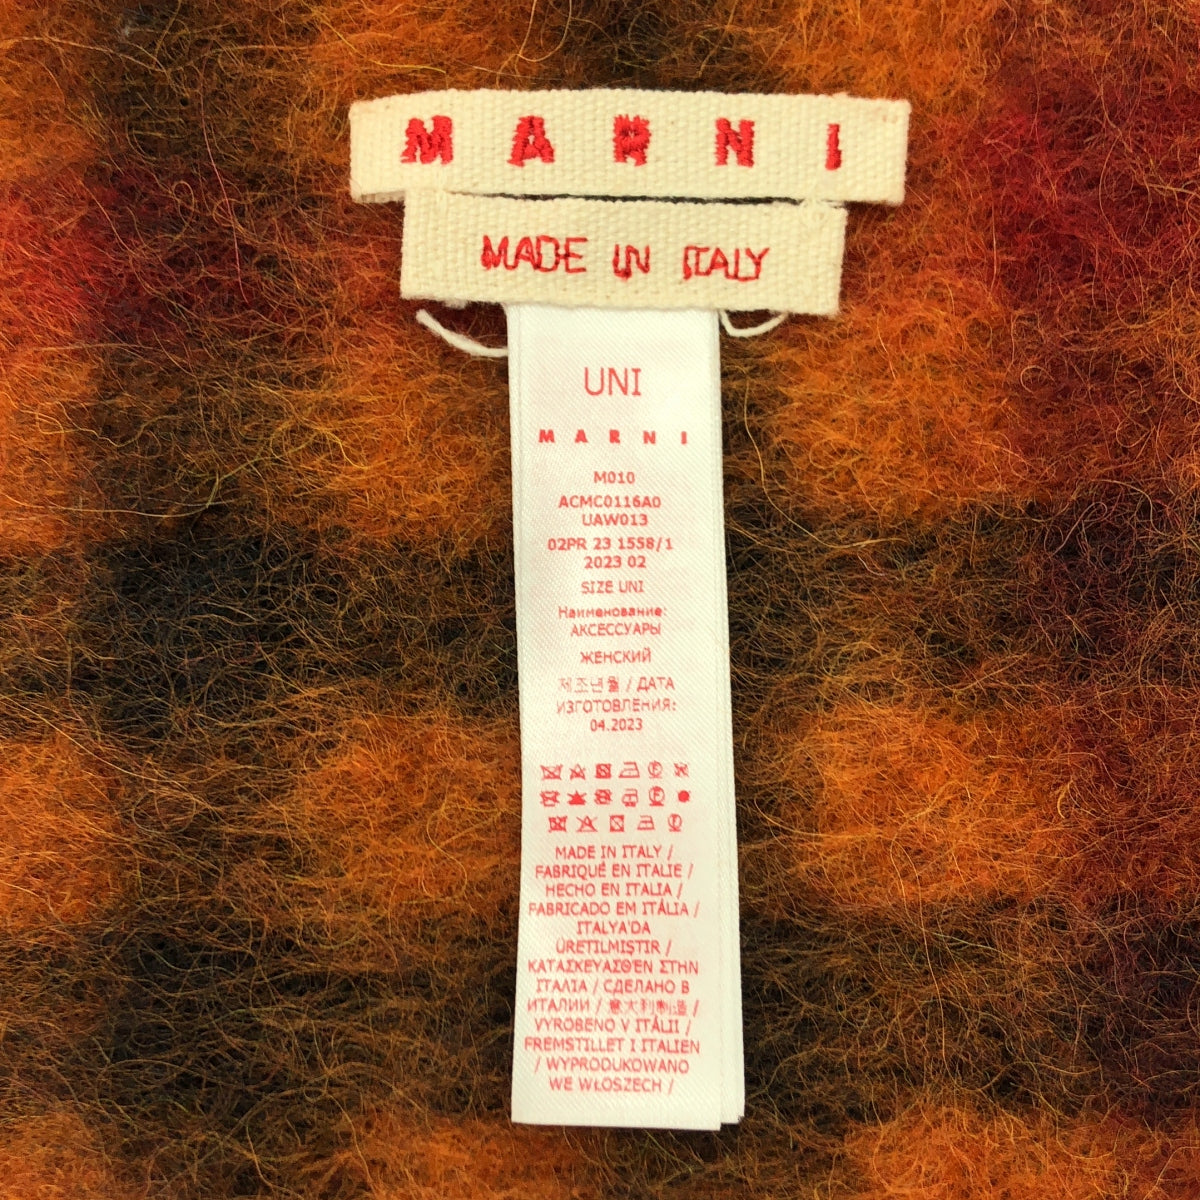 MARNI
MADE IN ITALY
UNI
MARNI
M010
ACMC0116A0
UAW013
02PR 23 1558/1
2023 02
SIZE UNI
Наименование:
АКСЕССУАРЫ
ЖЕНСКИЙ
제조년월 / ДАТА
ИЗГОТОВЛЕНИЯ:
04.2023
MADE IN ITALY /
FABRIQUÉ EN ITALIE /
HECHO EN ITALIA /
FABRICADO EM ITÁLIA /
ITALYA'DA
ÜRETILMIŞTIR /
ΚΑΤΑΣΚΕΥΑΣΘΈΝ ΣΤΗΝ
ΙΤΑΛΙΑ / СДЕЛАНО В
ИТАЛИИ / 意大利制造 /
VYROBENO V ITÁLII /
FREMSTILLET I ITALIEN
/ WYPRODUKOWANO
WE WŁOSZECH /